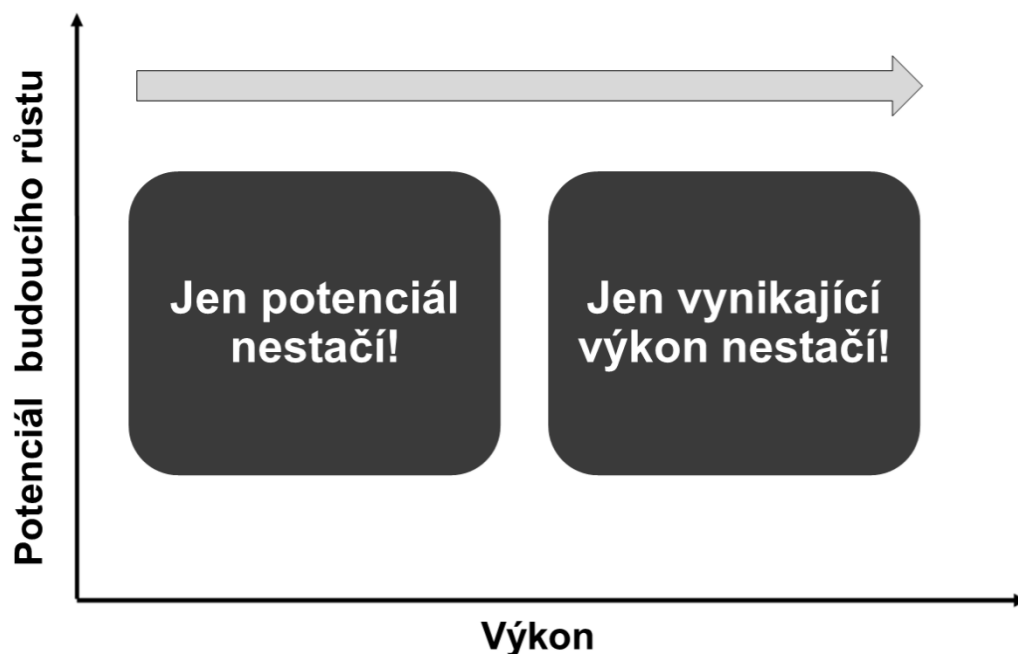 Potenciál budoucího růstu
Jen potenciál
nestačí!
Jen vynikající
výkon nestačí!
Výkon